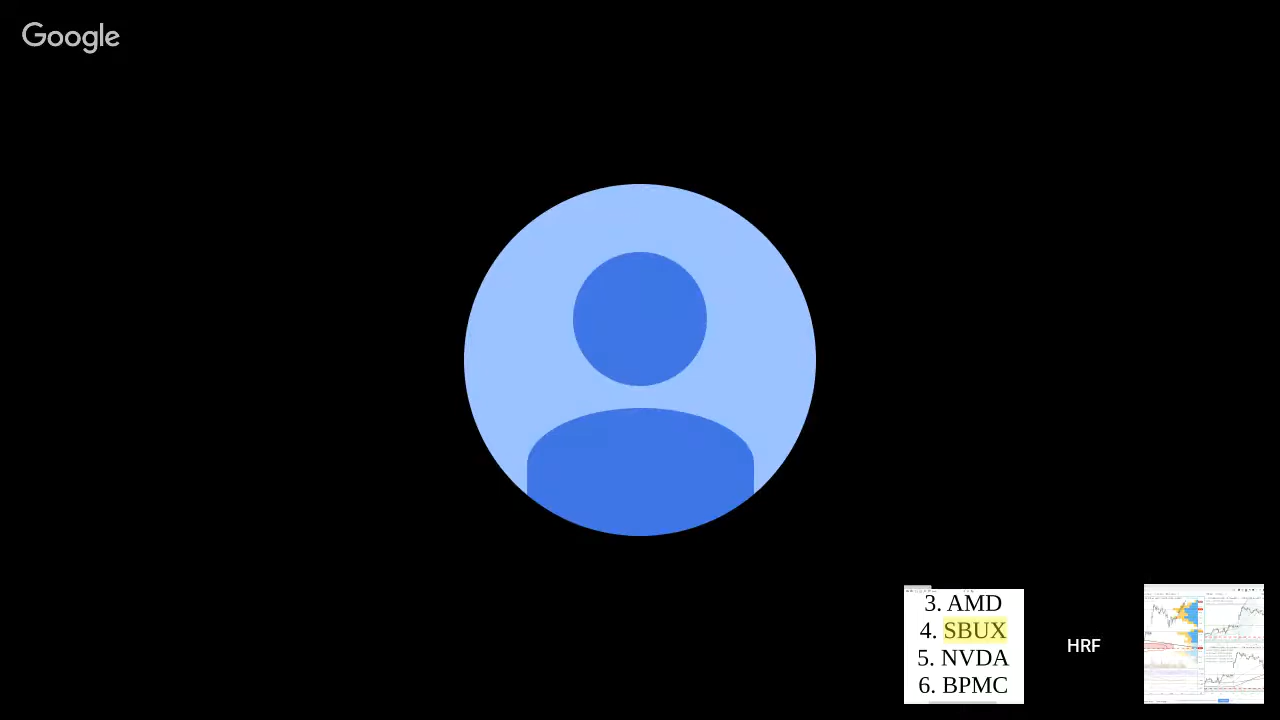 Google
3. AMD
4. SBUX
5. NVDA
6. BPMC
HRF